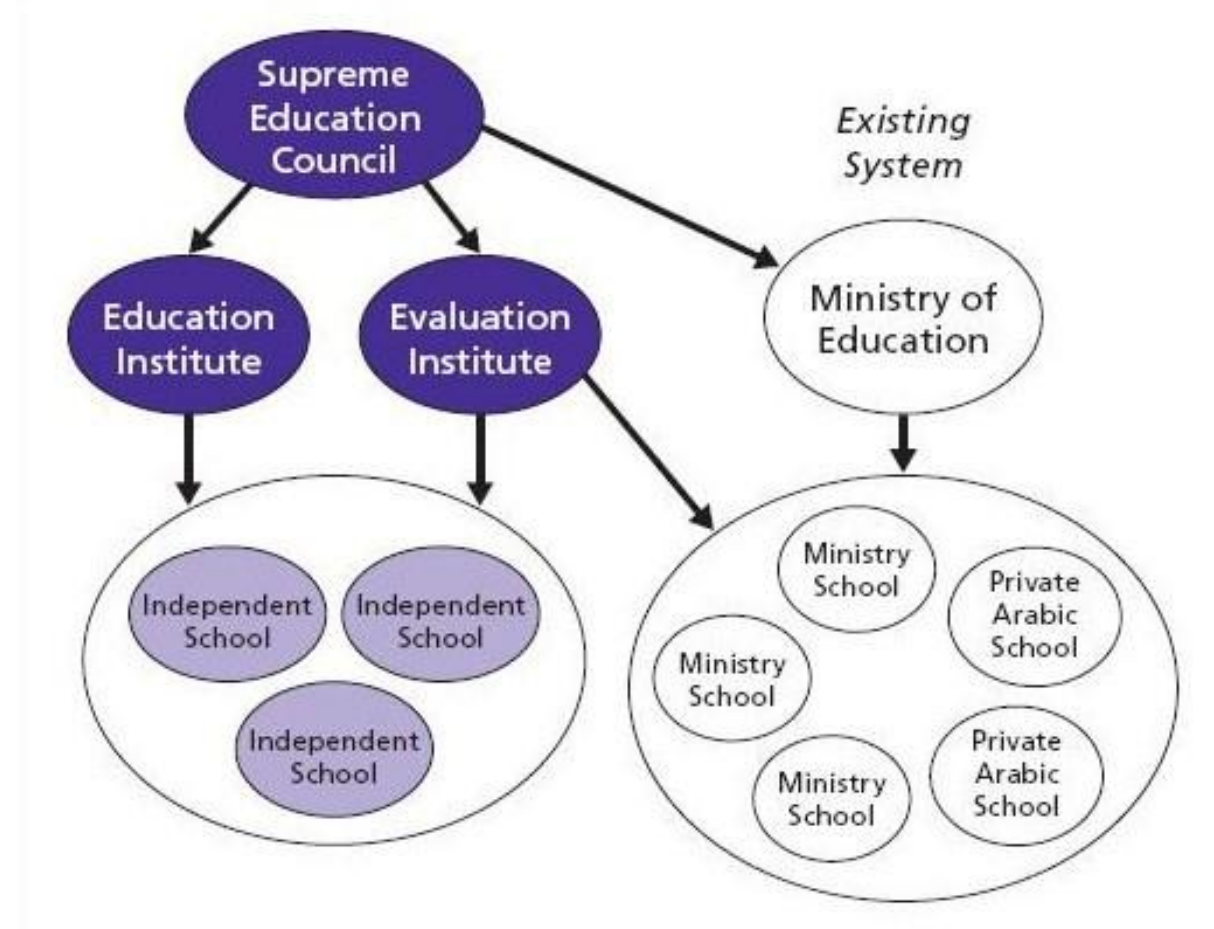 Supreme
Education
Council
Existing
System
Education
Institute
Evaluation
Institute
Ministry of
Education
Independent
School
Independent
School
Independent
School
Ministry
School
Private
Arabic
School
Ministry
School
Ministry
School
Private
Arabic
School